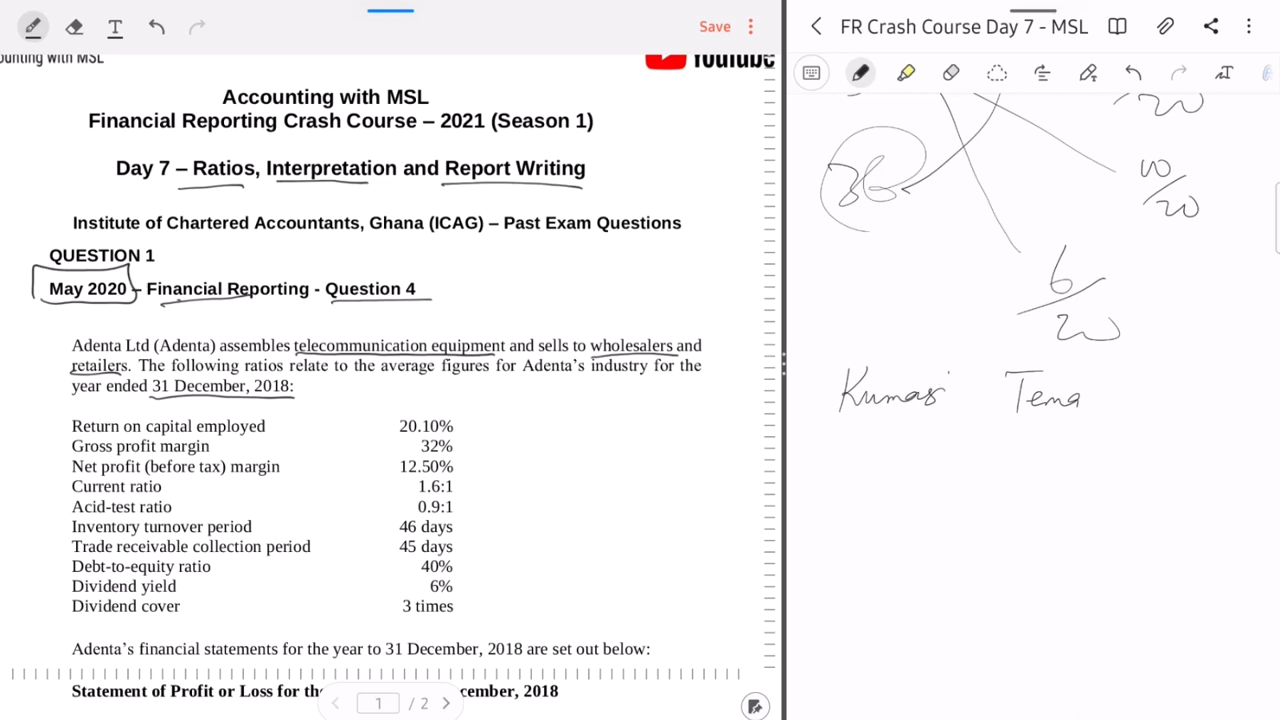 Save
ounting with MSL
YouTube
Accounting with MSL
Financial Reporting Crash Course – 2021 (Season 1)
Day 7 – Ratios, Interpretation and Report Writing
Institute of Chartered Accountants, Ghana (ICAG) – Past Exam Questions
QUESTION 1
May 2020 – Financial Reporting - Question 4
Adenta Ltd (Adenta) assembles telecommunication equipment and sells to wholesalers and
retailers. The following ratios relate to the average figures for Adenta's industry for the
year ended 31 December, 2018:
Return on capital employed 20.10%
Gross profit margin 32%
Net profit (before tax) margin 12.50%
Current ratio 1.6:1
Acid-test ratio 0.9:1
Inventory turnover period 46 days
Trade receivable collection period 45 days
Debt-to-equity ratio 40%
Dividend yield 6%
Dividend cover 3 times
Adenta's financial statements for the year to 31 December, 2018 are set out below:
Statement of Profit or Loss for the cember, 2018
1 / 2
FR Crash Course Day 7 - MSL
20
10
20
6
20
Kumasi Tema